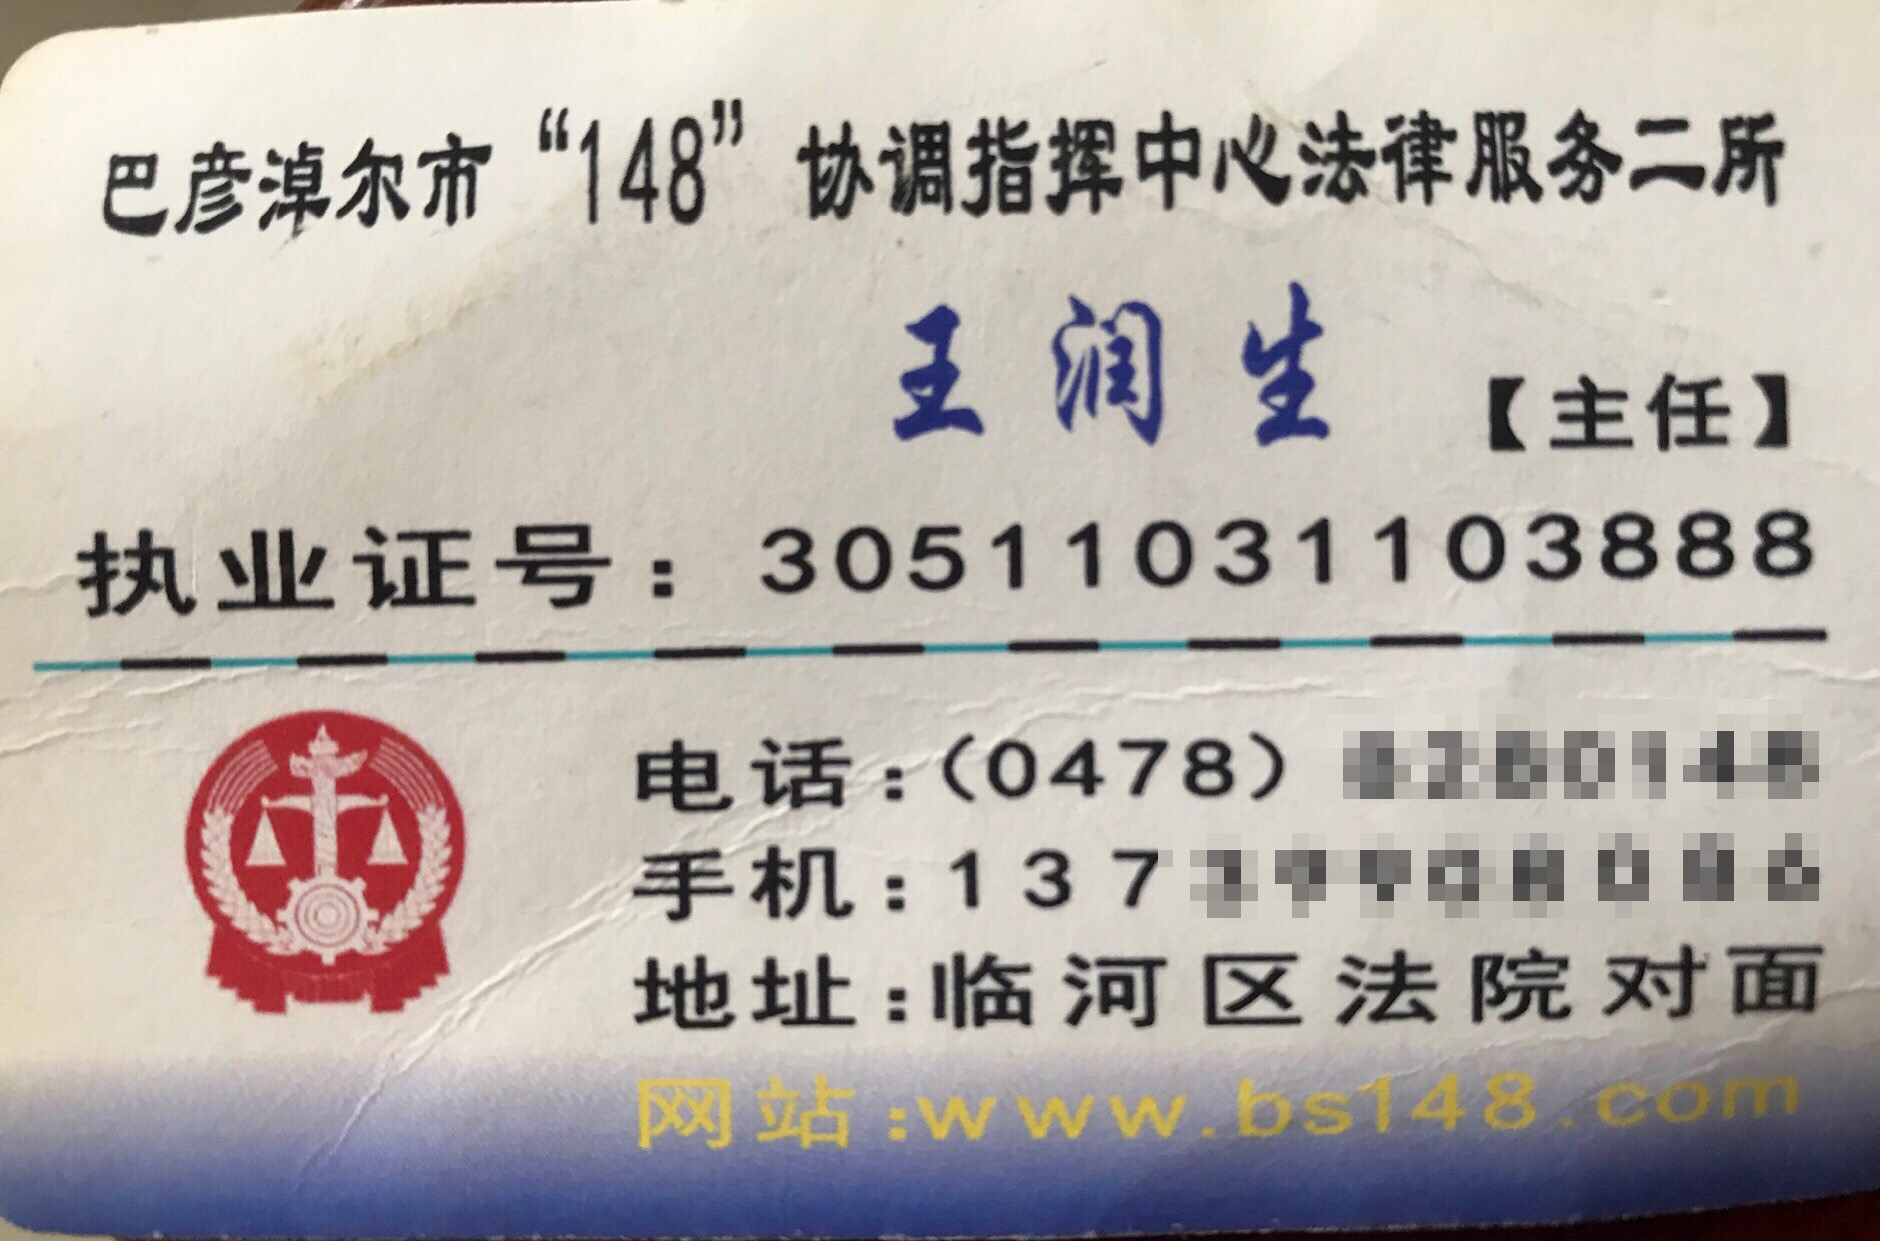 巴彦淖尔市“148”协调指挥中心法律服务二所
王润生【主任】
执业证号：30511031103888
电话：（0478）
手机：137
地址：临河区法院对面
网站：www.bs148.com